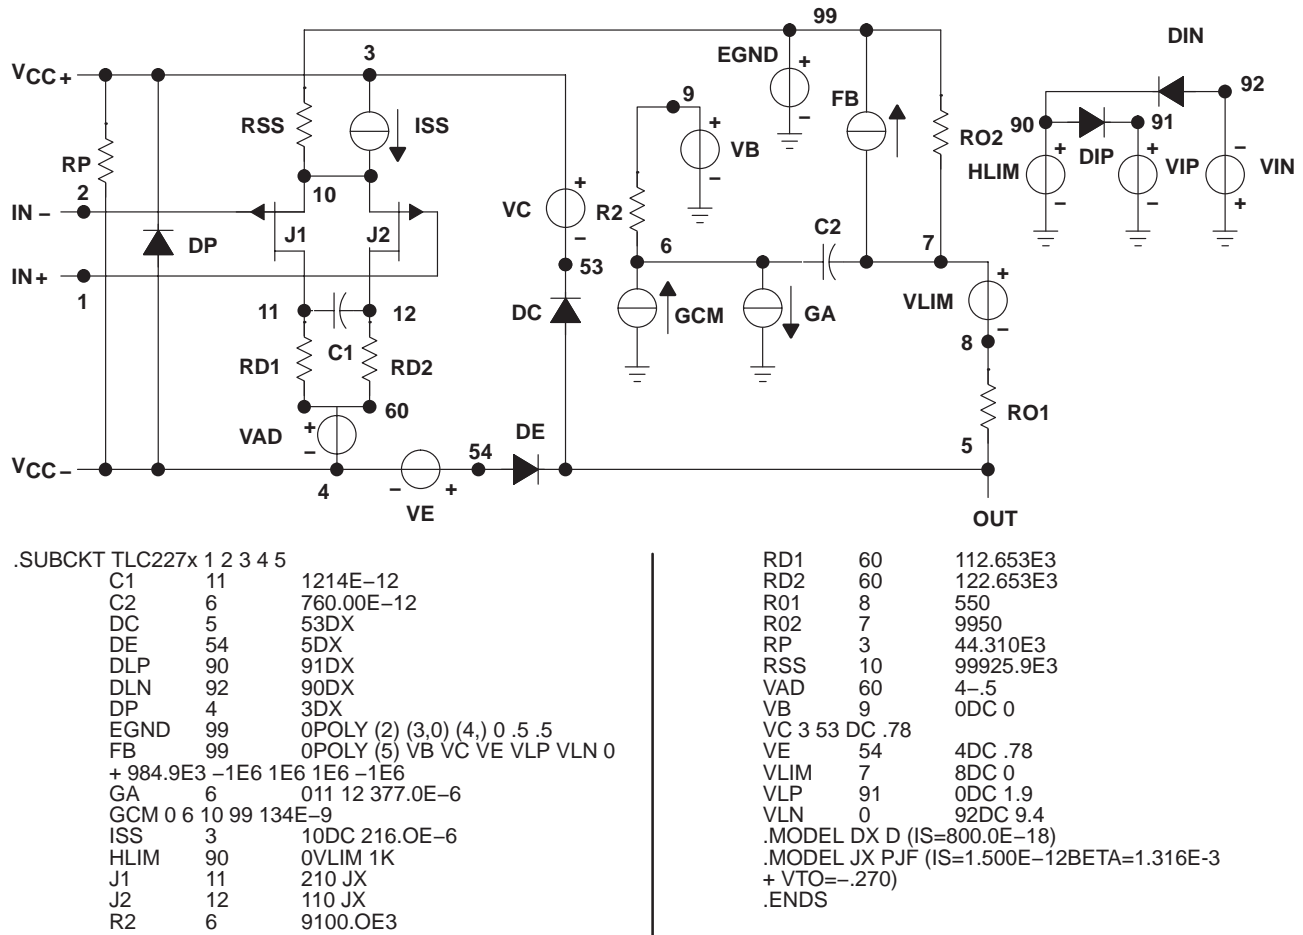 99
3
DIN
VCC+
EGND
+
–
9
FB
92
RSS
ISS
RP
VB
+
–
RO2
90
91
DIP
HLIM
VIP
VIN
+
–
+
–
–
+
2
10
IN –
J1
J2
DP
VC
+
–
R2
C2
6
7
IN+
1
53
11
12
C1
DC
GCM
GA
VLIM
+
–
8
RD1
RD2
60
VAD
+
–
RO1
54
DE
5
VCC–
4
–
+
VE
OUT
.SUBCKT TLC227x 1 2 3 4 5
C1 11 1214E–12
C2 6 760.00E–12
DC 5 53DX
DE 54 5DX
DLP 90 91DX
DLN 92 90DX
DP 4 3DX
EGND 99 0POLY (2) (3,0) (4,) 0 .5 .5
FB 99 0POLY (5) VB VC VE VLP VLN 0
+ 984.9E3 –1E6 1E6 1E6 –1E6
GA 6 011 12 377.0E–6
GCM 0 6 10 99 134E–9
ISS 3 10DC 216.OE–6
HLIM 90 0VLIM 1K
J1 11 210 JX
J2 12 110 JX
R2 6 9100.OE3
RD1 60 112.653E3
RD2 60 122.653E3
R01 8 550
R02 7 9950
RP 3 44.310E3
RSS 10 99925.9E3
VAD 60 4–.5
VB 9 0DC 0
VC 3 53 DC .78
VE 54 4DC .78
VLIM 7 8DC 0
VLP 91 0DC 1.9
VLN 0 92DC 9.4
.MODEL DX D (IS=800.0E–18)
.MODEL JX PJF (IS=1.500E–12BETA=1.316E-3
+ VTO=–.270)
.ENDS